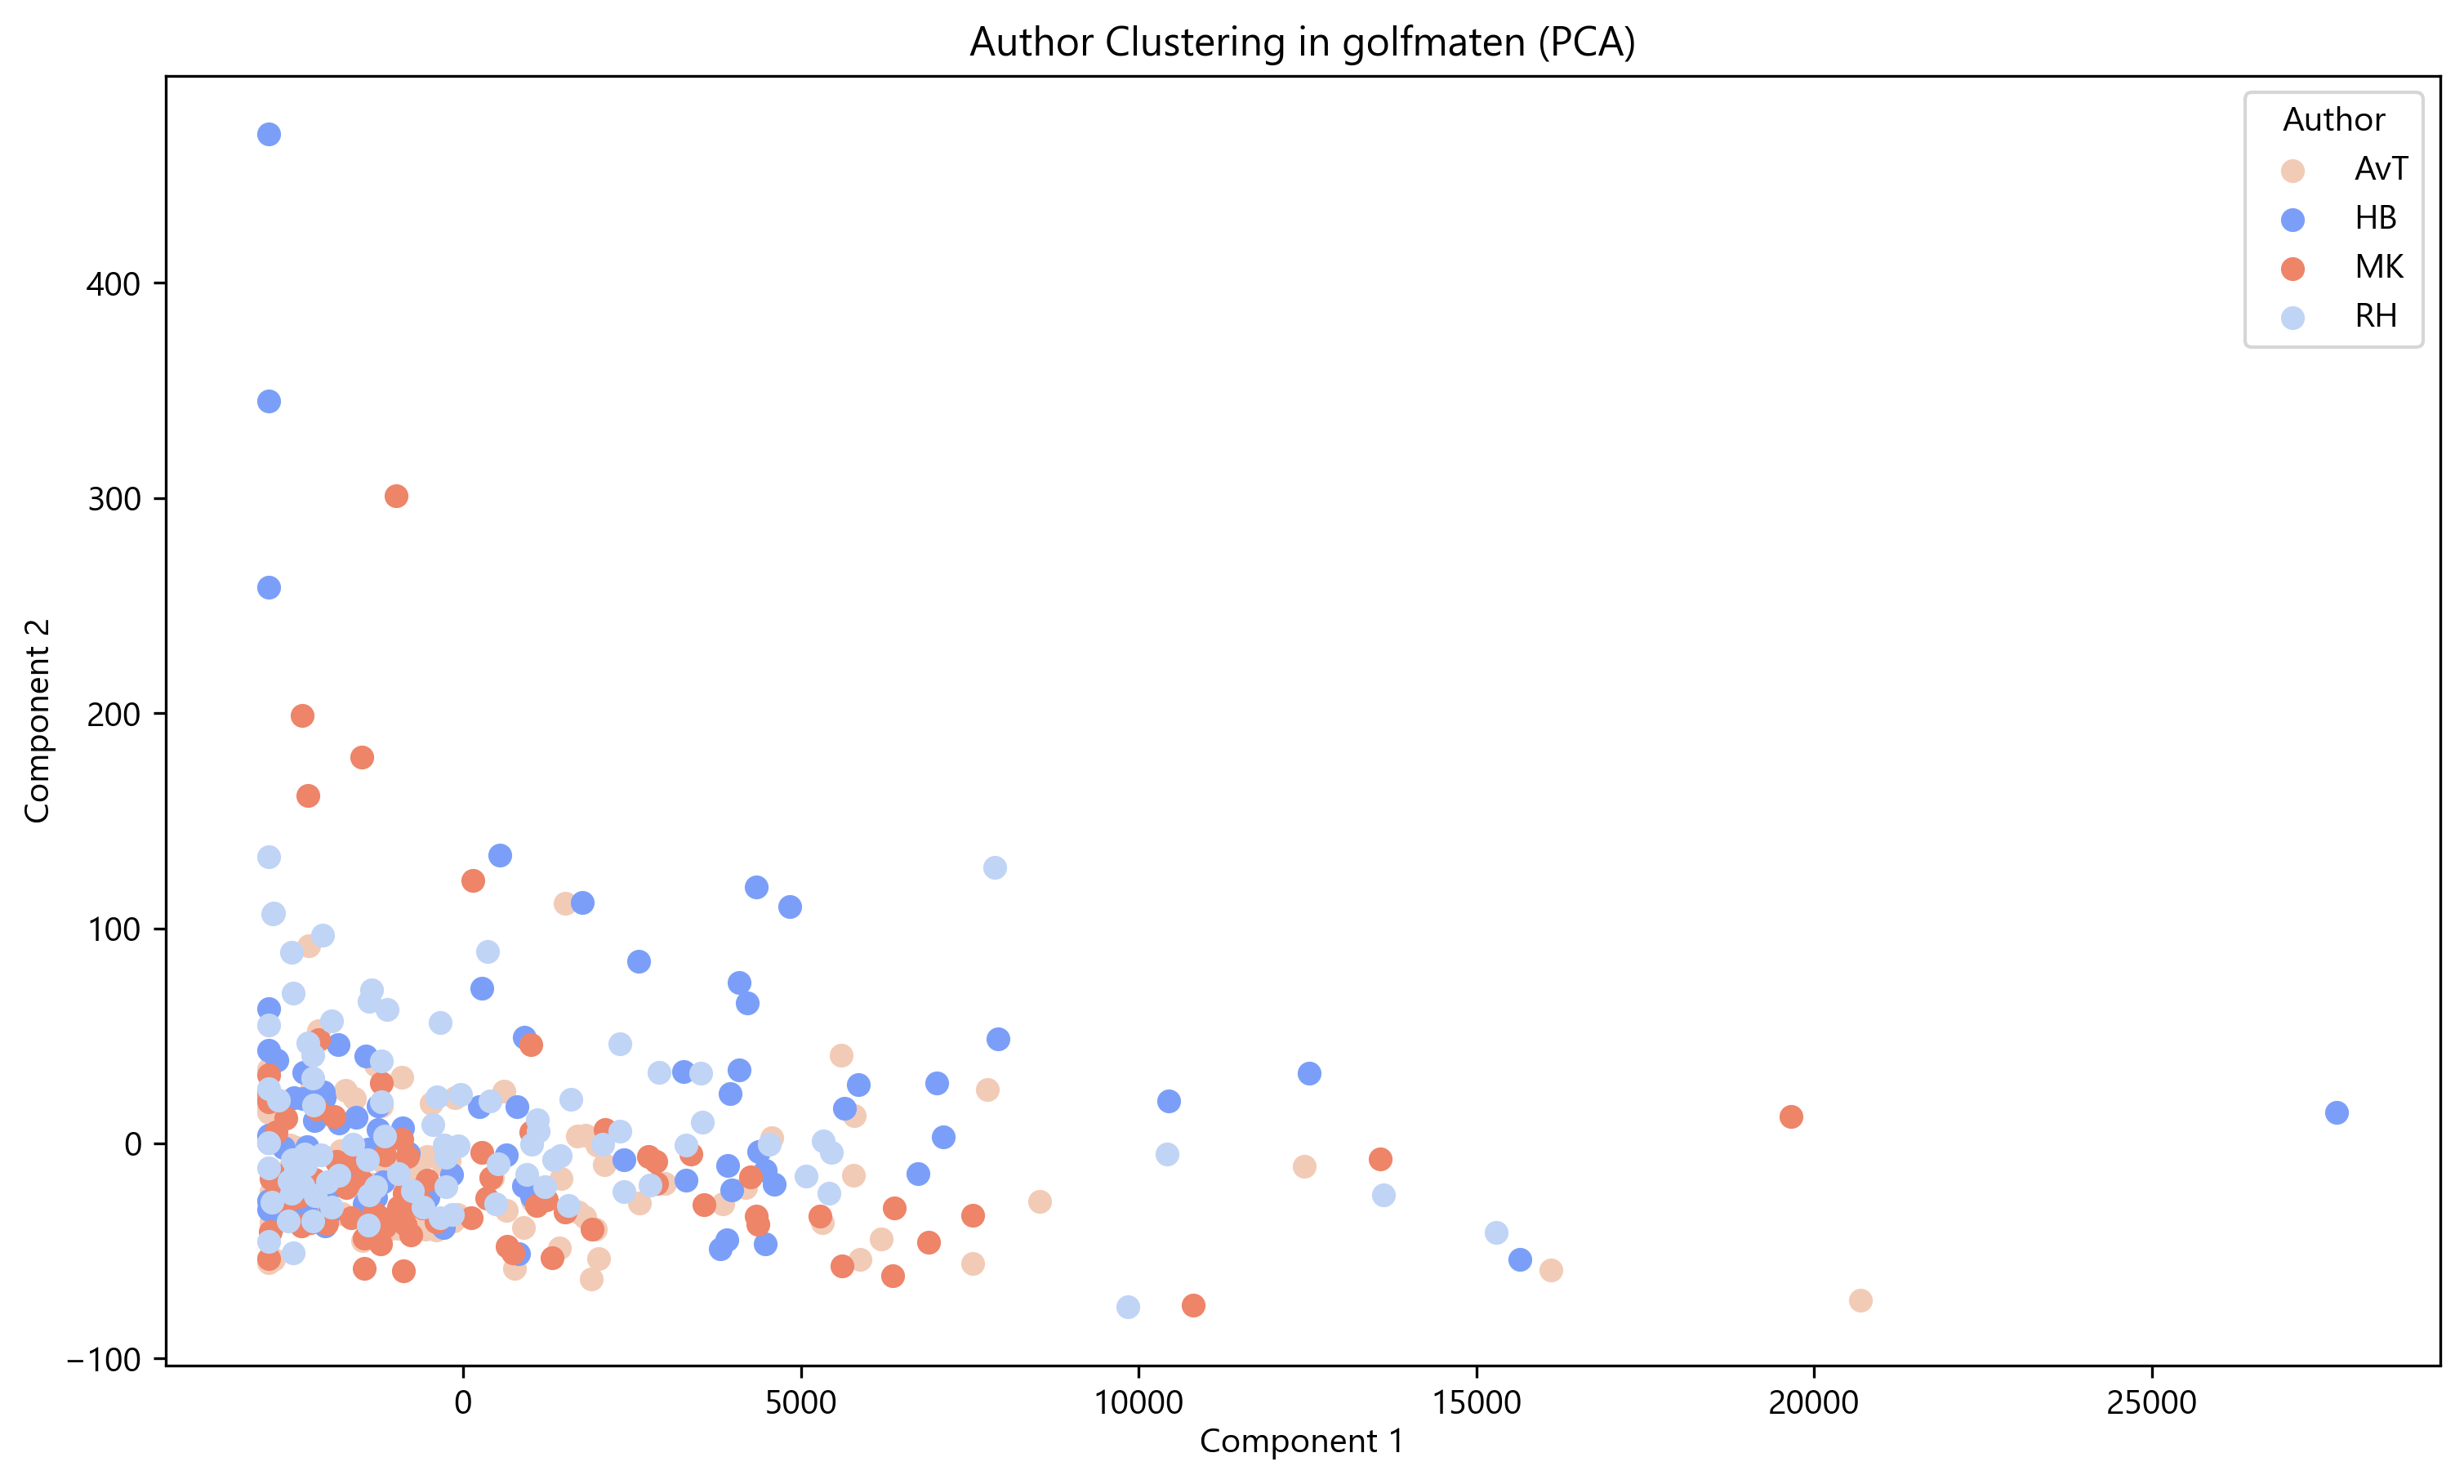 Author Clustering in golfmaten (PCA)
Author
AvT
HB
MK
RH
Component 2
400
300
200
100
0
−100
0 5000 10000 15000 20000 25000
Component 1